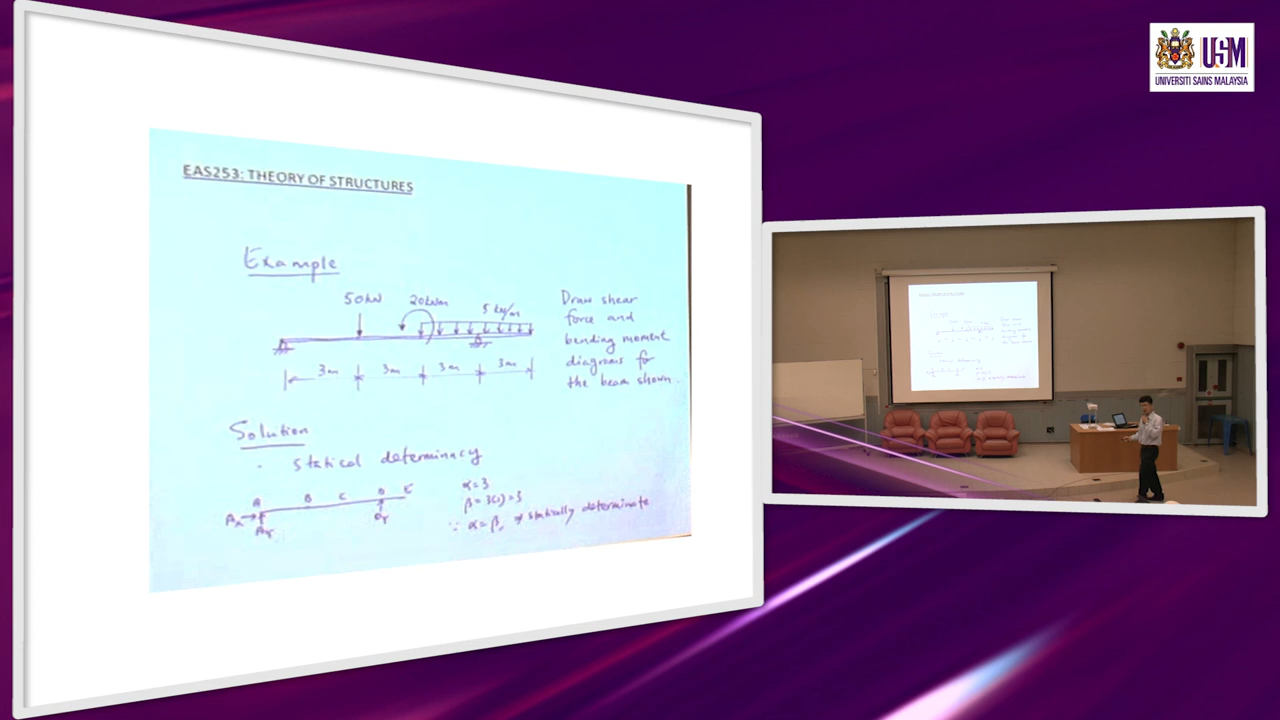 USM
UNIVERSITI SAINS MALAYSIA
EAS253: THEORY OF STRUCTURES
Example
50kN 20kNm 5 kN/m
3m 3m 3m 3m
Draw shear
force and
bending moment
diagrams for
the beam shown.
Solution
· statical determinacy
A B C D E
Ax
Ay
Dy
α=3
β=3(1)=3
∵ α=β, ⇒ statically determinate